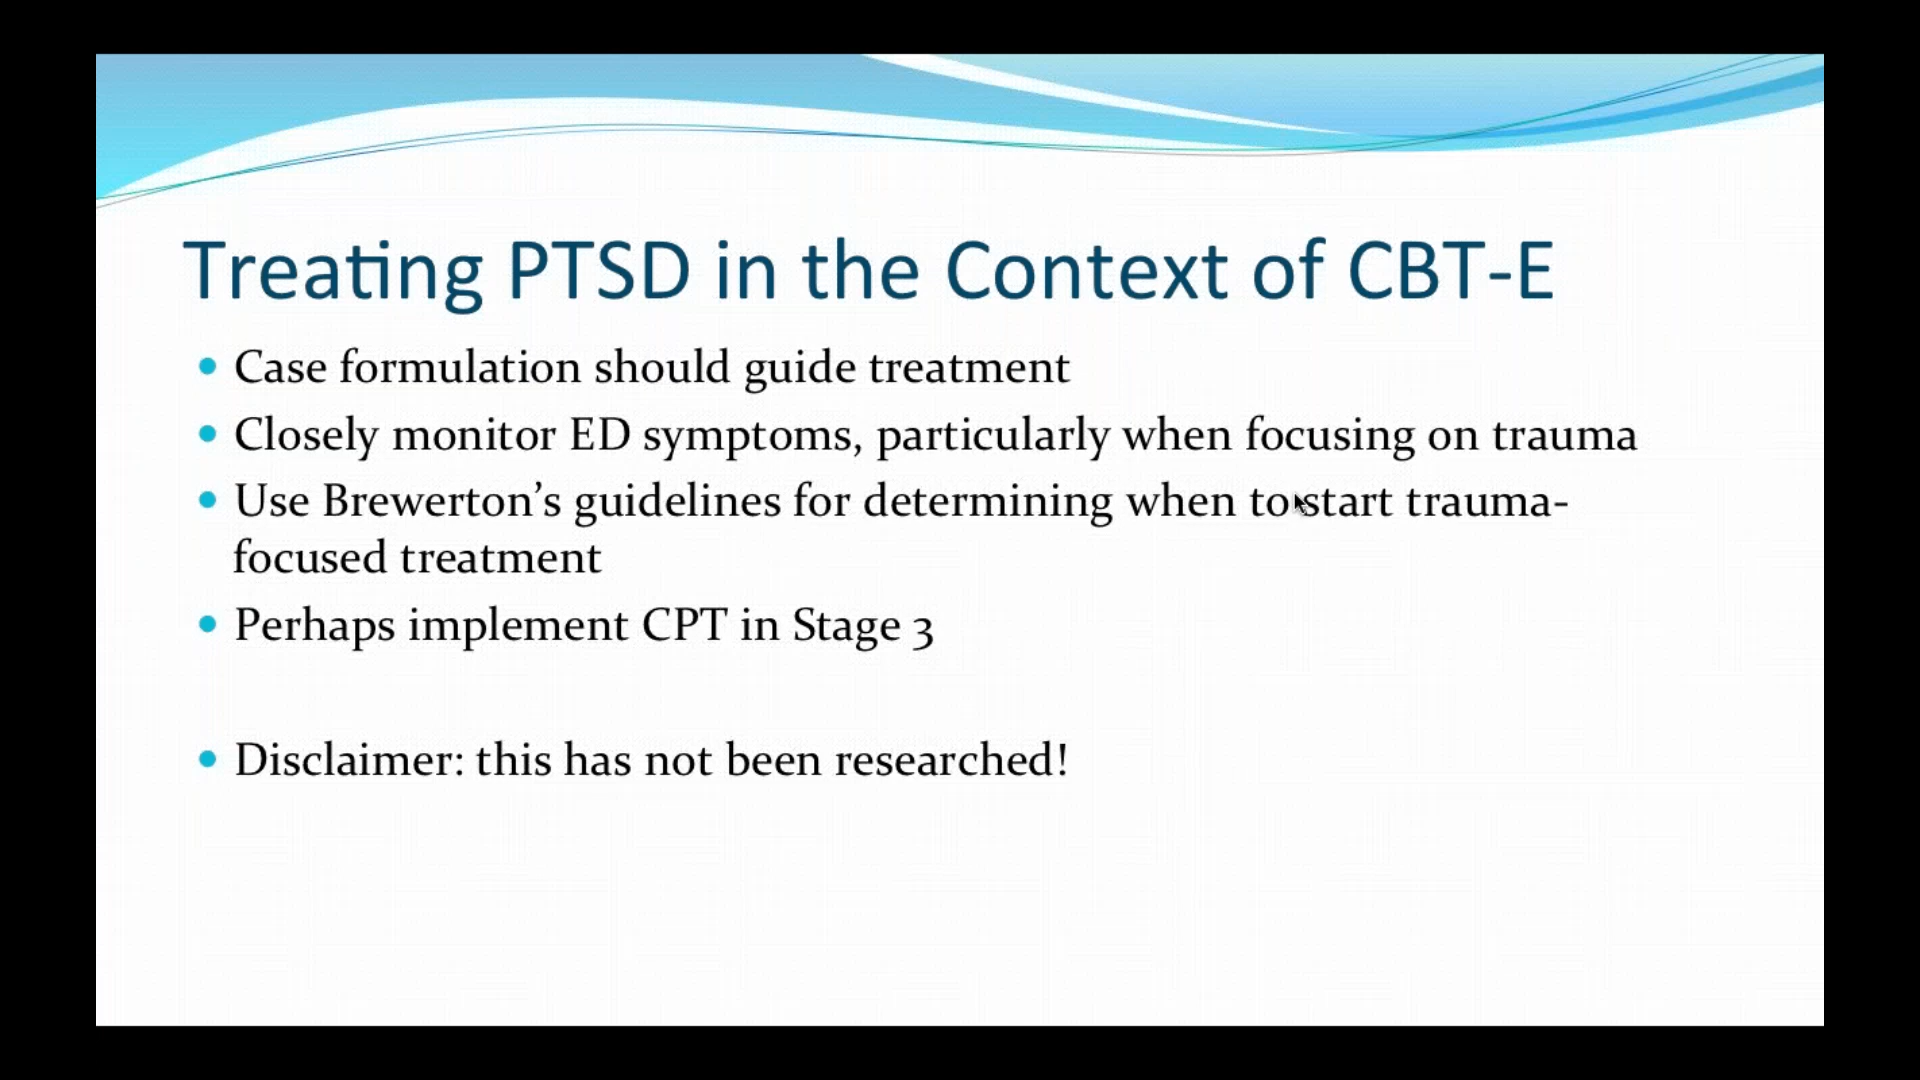 Treating PTSD in the Context of CBT-E
• Case formulation should guide treatment
• Closely monitor ED symptoms, particularly when focusing on trauma
• Use Brewerton’s guidelines for determining when to start trauma-
focused treatment
• Perhaps implement CPT in Stage 3
• Disclaimer: this has not been researched!